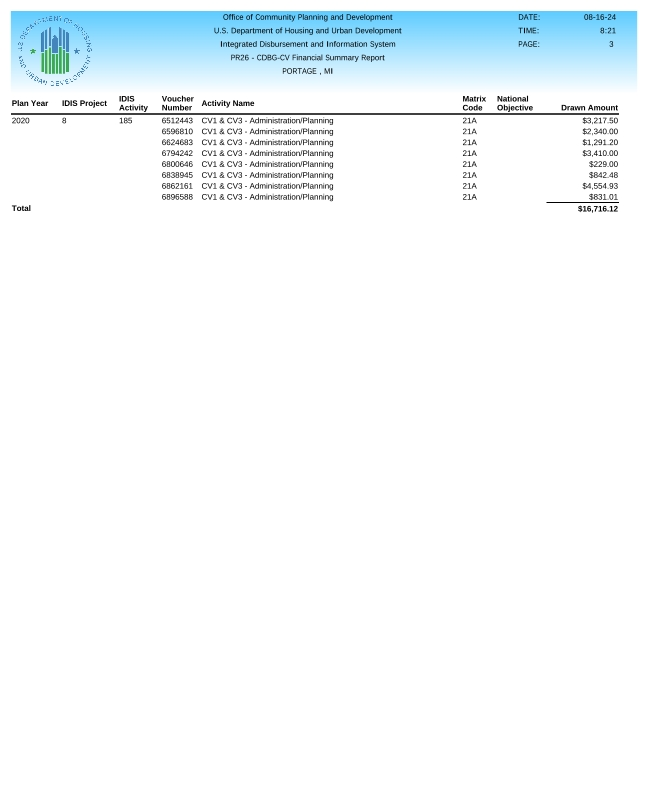 Office of Community Planning and Development DATE: 08-16-24
U.S. Department of Housing and Urban Development TIME: 8:21
Integrated Disbursement and Information System PAGE: 3
PR26 - CDBG-CV Financial Summary Report
PORTAGE , MI
U.S. DEPARTMENT OF HOUSING AND URBAN DEVELOPMENT
Plan Year IDIS Project IDIS Activity Voucher Number Activity Name Matrix Code National Objective Drawn Amount
2020 8 185 6512443 CV1 & CV3 - Administration/Planning 21A $3,217.50
6596810 CV1 & CV3 - Administration/Planning 21A $2,340.00
6624683 CV1 & CV3 - Administration/Planning 21A $1,291.20
6794242 CV1 & CV3 - Administration/Planning 21A $3,410.00
6800646 CV1 & CV3 - Administration/Planning 21A $229.00
6838945 CV1 & CV3 - Administration/Planning 21A $842.48
6862161 CV1 & CV3 - Administration/Planning 21A $4,554.93
6896588 CV1 & CV3 - Administration/Planning 21A $831.01
Total $16,716.12